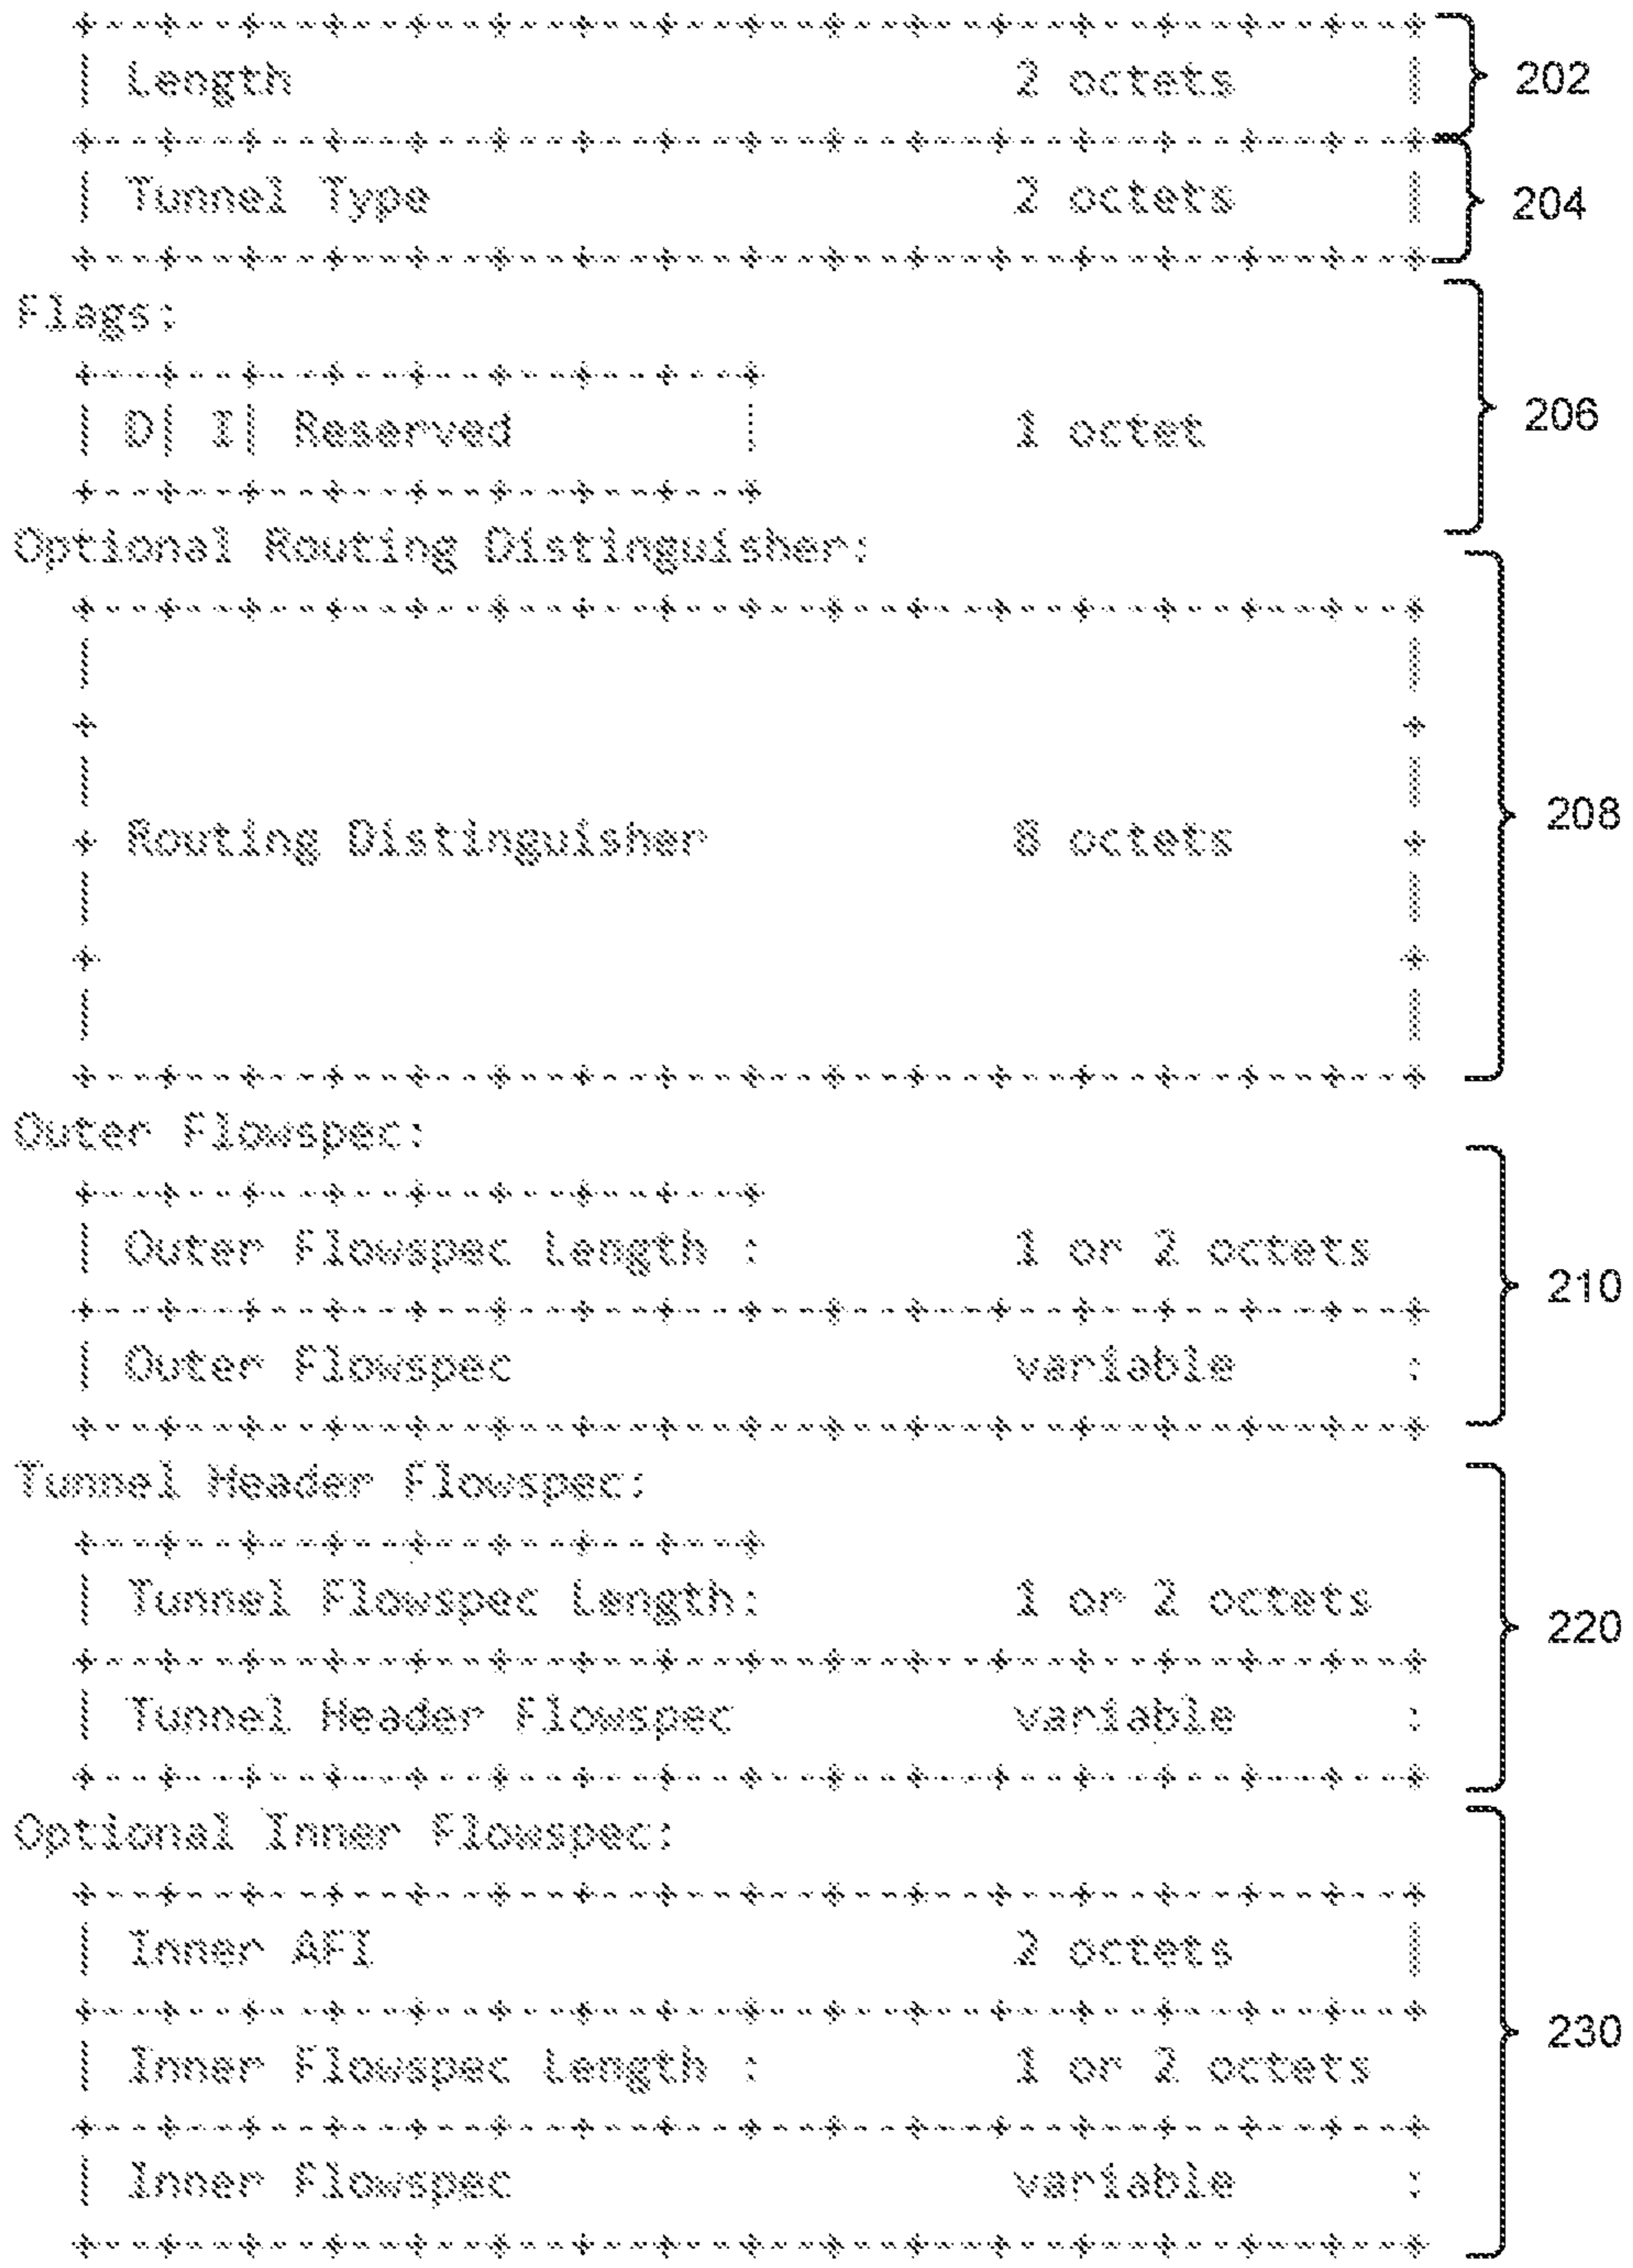 Length 2 octets 202
Tunnel Type 2 octets 204
Flags:
D| I| Reserved 1 octet 206
Optional Routing Distinguisher:
Routing Distinguisher 8 octets 208
Outer Flowspec:
Outer Flowspec Length : 1 or 2 octets
210
Outer Flowspec variable :
Tunnel Header Flowspec:
Tunnel Flowspec Length: 1 or 2 octets
220
Tunnel Header Flowspec variable :
Optional Inner Flowspec:
Inner AFI 2 octets
230
Inner Flowspec Length : 1 or 2 octets
Inner Flowspec variable :